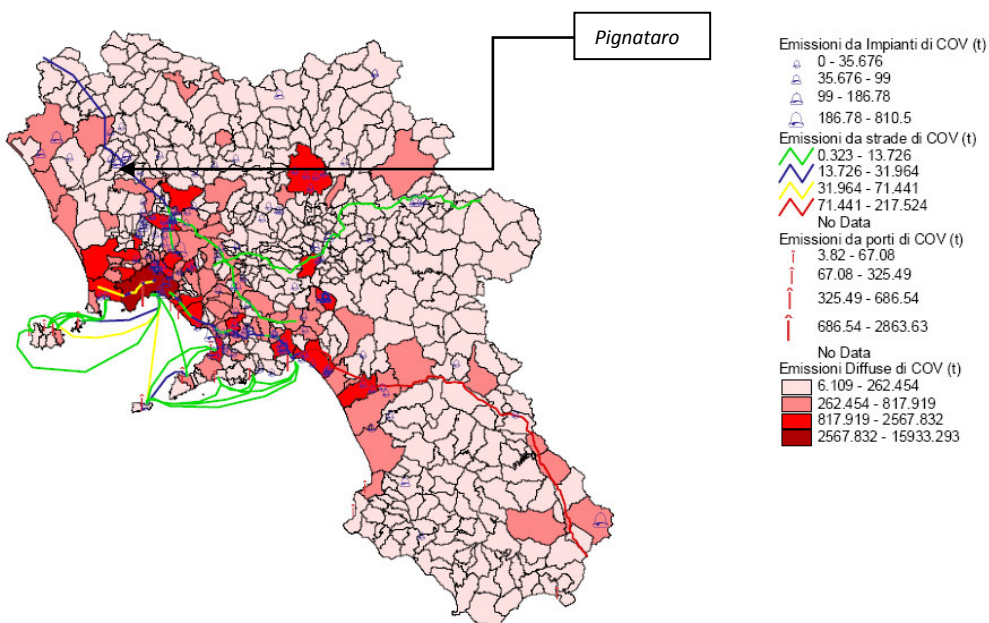 Pignataro
Emissioni da Impianti di COV (t)
0 - 35.676
35.676 - 99
99 - 186.78
186.78 - 810.5
Emissioni da strade di COV (t)
0.323 - 13.726
13.726 - 31.964
31.964 - 71.441
71.441 - 217.524
No Data
Emissioni da porti di COV (t)
3.82 - 67.08
67.08 - 325.49
325.49 - 686.54
686.54 - 2863.63
No Data
Emissioni Diffuse di COV (t)
6.109 - 262.454
262.454 - 817.919
817.919 - 2567.832
2567.832 - 15933.293